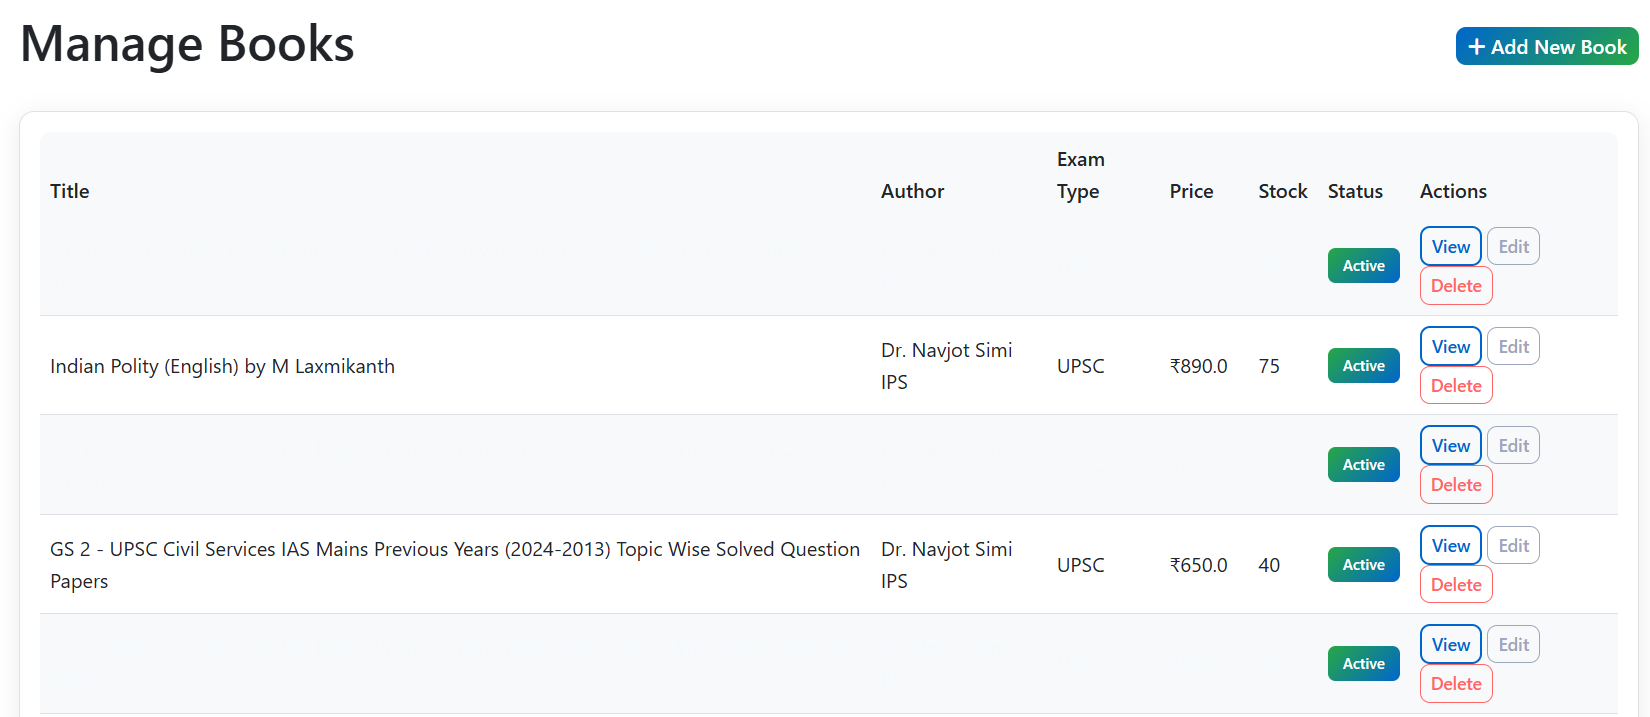 Manage Books
+ Add New Book
Title Author Exam Type Price Stock Status Actions
Active View Edit
Delete
Indian Polity (English) by M Laxmikanth Dr. Navjot Simi IPS UPSC ₹890.0 75 Active View Edit
Delete
Active View Edit
Delete
GS 2 - UPSC Civil Services IAS Mains Previous Years (2024-2013) Topic Wise Solved Question Papers Dr. Navjot Simi IPS UPSC ₹650.0 40 Active View Edit
Delete
Active View Edit
Delete